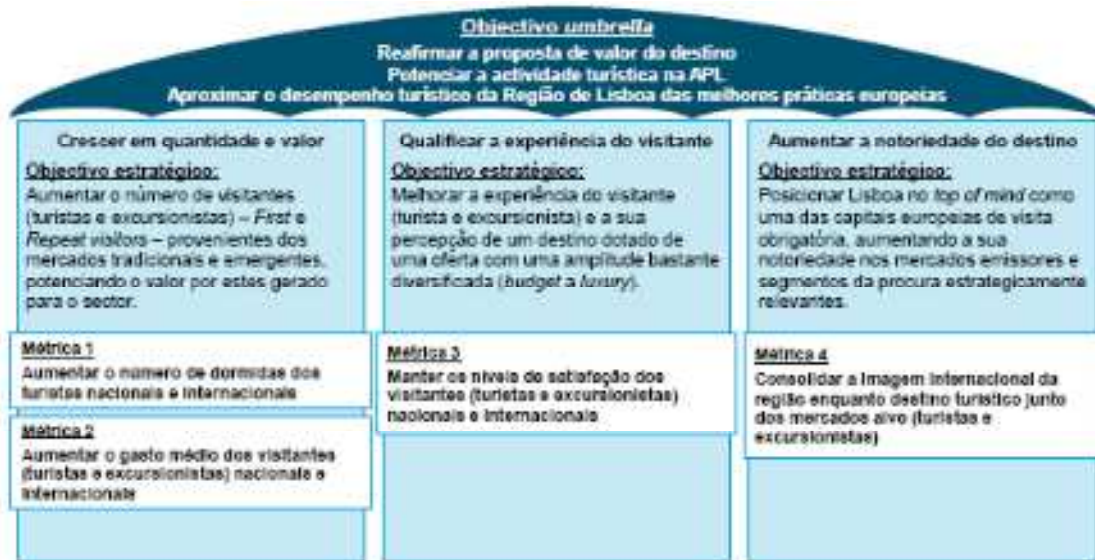 Objectivo umbrella
Reafirmar a proposta de valor do destino
Potenciar a actividade turística na APL
Aproximar o desempenho turístico da Região de Lisboa das melhores práticas europeias
Crescer em quantidade e valor
Objectivo estratégico:
Aumentar o número de visitantes
(turistas e excursionistas) – First e
Repeat visitors – provenientes dos
mercados tradicionais e emergentes,
potenciando o valor por estes gerado
para o sector.
Métrica 1
Aumentar o número de dormidas dos
turistas nacionais e internacionais
Métrica 2
Aumentar o gasto médio dos visitantes
(turistas e excursionistas) nacionais e
internacionais
Qualificar a experiência do visitante
Objectivo estratégico:
Melhorar a experiência do visitante
(turista e excursionista) e a sua
percepção de um destino dotado de
uma oferta com uma amplitude bastante
diversificada (budget a luxury).
Métrica 3
Manter os níveis de satisfação dos
visitantes (turistas e excursionistas)
nacionais e internacionais
Aumentar a notoriedade do destino
Objectivo estratégico:
Posicionar Lisboa no top of mind como
uma das capitais europeias de visita
obrigatória, aumentando a sua
notoriedade nos mercados emissores e
segmentos da procura estrategicamente
relevantes.
Métrica 4
Consolidar a imagem internacional da
região enquanto destino turístico junto
dos mercados alvo (turistas e
excursionistas)